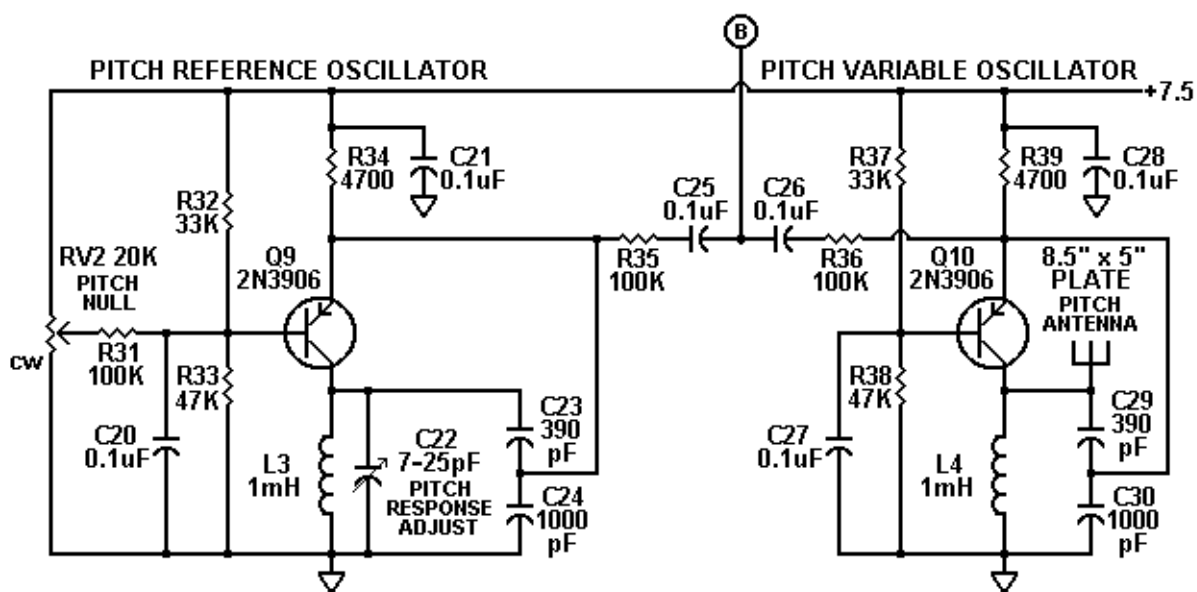 B
PITCH REFERENCE OSCILLATOR
PITCH VARIABLE OSCILLATOR
+7.5
R34
4700
C21
0.1uF
R32
33K
RV2 20K
PITCH
NULL
cw
R31
100K
Q9
2N3906
R33
47K
C20
0.1uF
L3
1mH
C22
7-25pF
PITCH
RESPONSE
ADJUST
C23
390
pF
C24
1000
pF
R35
100K
C25
0.1uF
C26
0.1uF
R36
100K
R37
33K
R39
4700
C28
0.1uF
Q10
2N3906
8.5" x 5"
PLATE
PITCH
ANTENNA
R38
47K
C27
0.1uF
L4
1mH
C29
390
pF
C30
1000
pF